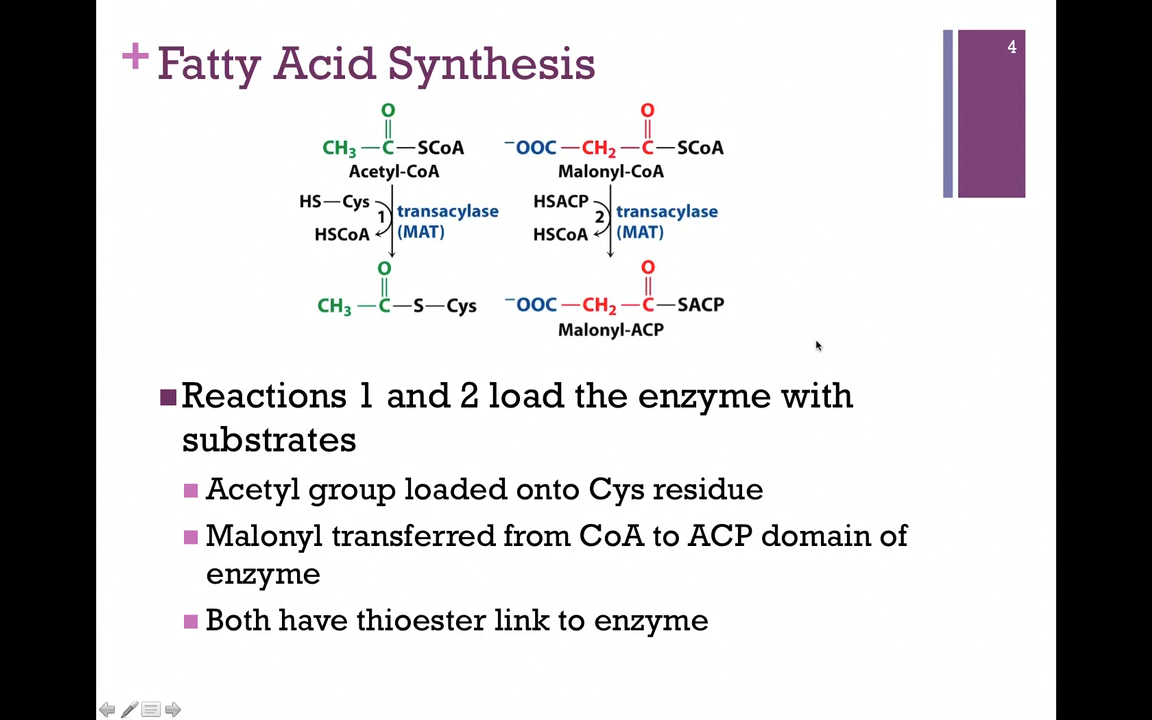 + Fatty Acid Synthesis
4
O
CH₃—C—SCoA
Acetyl-CoA
HS—Cys
1
transacylase
HSCoA
(MAT)
O
CH₃—C—S—Cys
O
⁻OOC—CH₂—C—SCoA
Malonyl-CoA
HSACP
2
transacylase
HSCoA
(MAT)
O
⁻OOC—CH₂—C—SACP
Malonyl-ACP
Reactions 1 and 2 load the enzyme with
substrates
Acetyl group loaded onto Cys residue
Malonyl transferred from CoA to ACP domain of
enzyme
Both have thioester link to enzyme